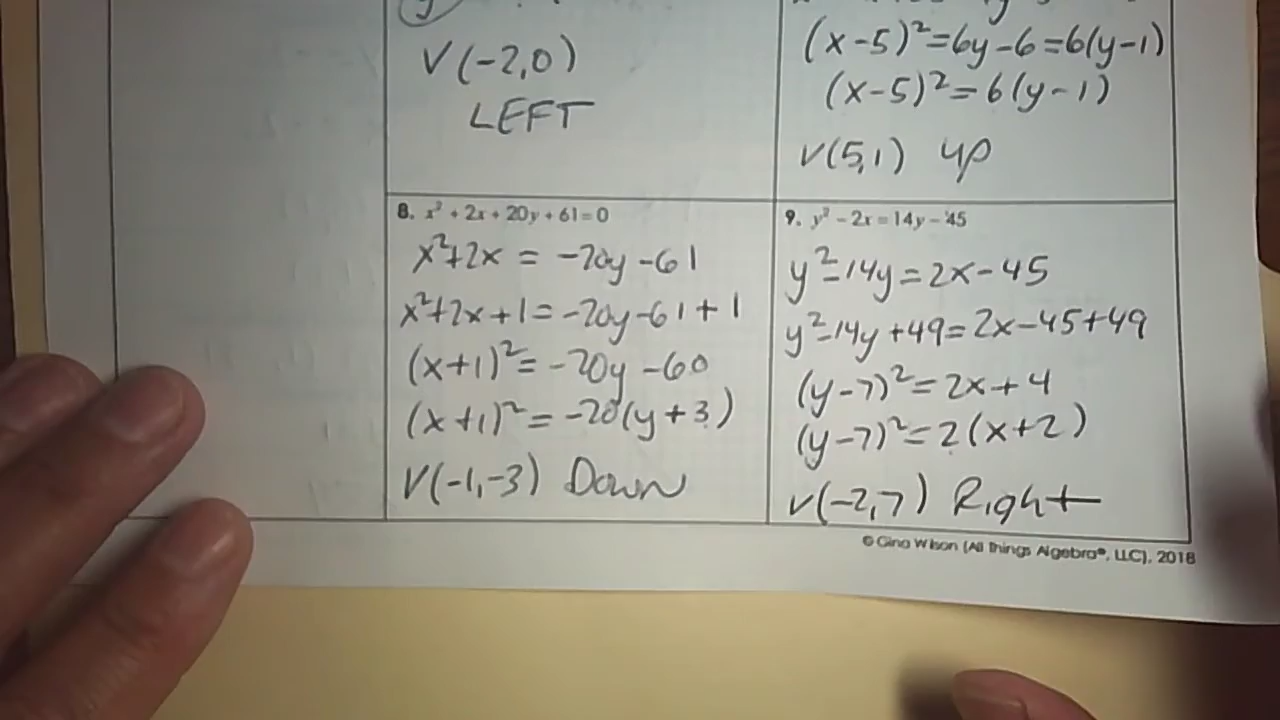 V(-2,0)
LEFT
(x-5)²=6y-6=6(y-1)
(x-5)²=6(y-1)
V(5,1) up
8. x² + 2x + 20y + 61 = 0
x²+2x = -20y-61
x²+2x+1=-20y-61+1
(x+1)²=-20y-60
(x+1)²=-20(y+3)
V(-1,-3) Down
9. y² - 2x = 14y - 45
y²-14y=2x-45
y²-14y+49=2x-45+49
(y-7)²=2x+4
(y-7)²=2(x+2)
V(-2,7) Right
© Gina Wilson (All Things Algebra®, LLC), 2018